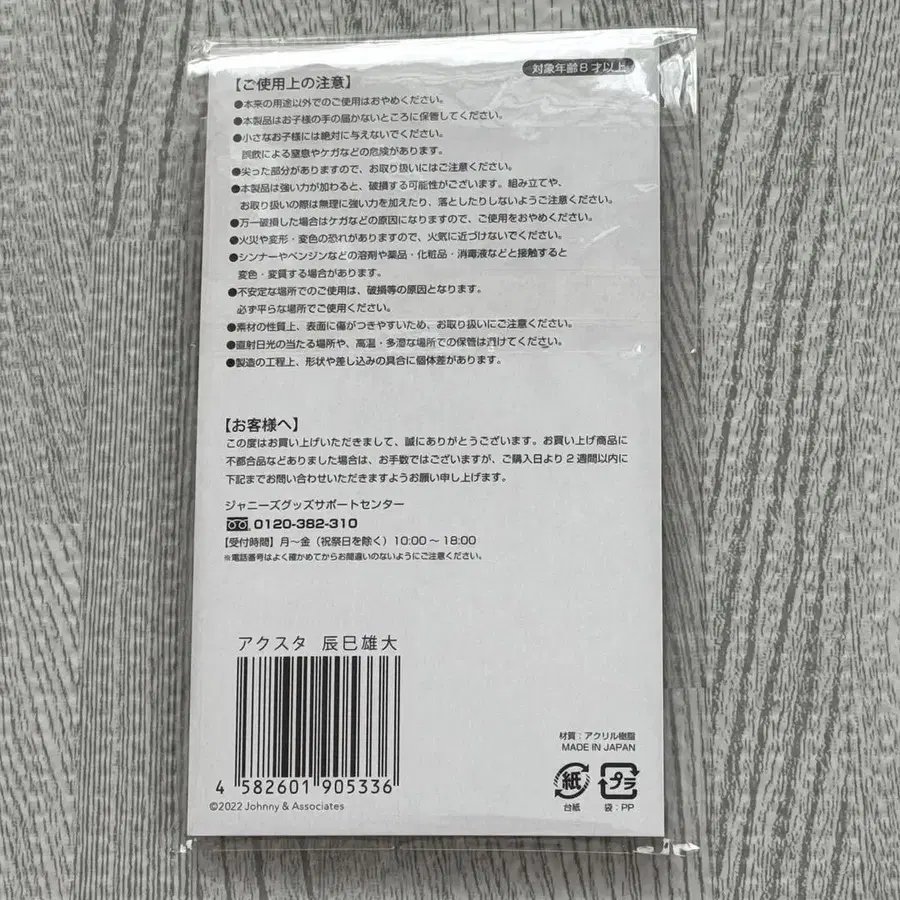 対象年齢8才以上
【ご使用上の注意】
●本来の用途以外でのご使用はおやめください。
●本製品はお子様の手の届かないところに保管してください。
●小さなお子様には絶対に与えないでください。
誤飲による窒息やケガなどの危険があります。
●尖った部分がありますので、お取り扱いにはご注意ください。
●本製品は強い力が加わると、破損する可能性がございます。組み立てや、
お取り扱いの際は無理に強い力を加えたり、落としたりしないようご注意ください。
●万一破損した場合はケガなどの原因になりますので、ご使用をおやめください。
●火災や変形・変色の恐れがありますので、火気に近づけないでください。
●シンナーやベンジンなどの溶剤や薬品・化粧品・消毒液などと接触すると
変色・変質する場合があります。
●不安定な場所でのご使用は、破損等の原因となります。
必ず平らな場所でご使用ください。
●素材の性質上、表面に傷がつきやすいため、お取り扱いにご注意ください。
●直射日光の当たる場所や、高温・多湿な場所での保管は避けてください。
●製造の工程上、形状や差し込みの具合に個体差があります。
【お客様へ】
この度はお買い上げいただきまして、誠にありがとうございます。お買い上げ商品に
不都合品などありました場合は、お手数ではございますが、ご購入日より2週間以内に
下記までお問い合わせいただきますようお願い申し上げます。
ジャニーズグッズサポートセンター
0120-382-310
【受付時間】月～金(祝祭日を除く)10:00～18:00
※電話番号はよく確かめてからお間違いのないようにご注意ください。
アクスタ 辰巳雄大
4 582601 905336
©2022 Johnny & Associates
材質:アクリル樹脂
MADE IN JAPAN
紙 プラ
台紙 袋:PP